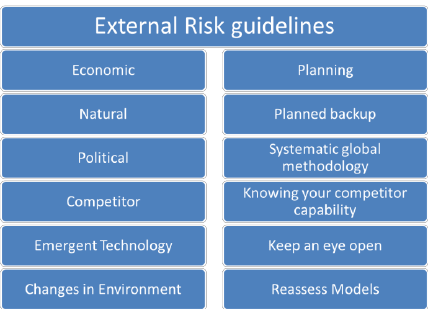 External Risk guidelines
Economic
Planning
Natural
Planned backup
Political
Systematic global
methodology
Competitor
Knowing your competitor
capability
Emergent Technology
Keep an eye open
Changes in Environment
Reassess Models